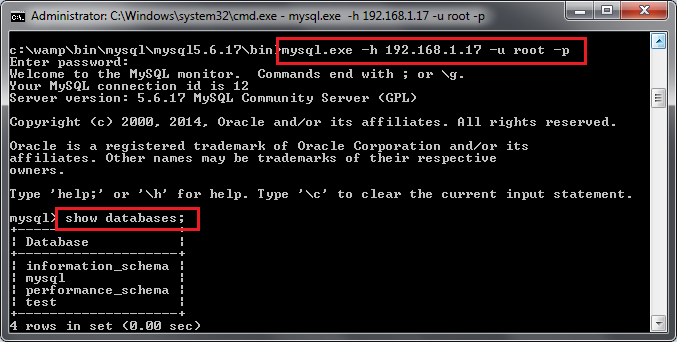 Administrator: C:\Windows\system32\cmd.exe - mysql.exe -h 192.168.1.17 -u root -p
c:\wamp\bin\mysql\mysql5.6.17\bin>mysql.exe -h 192.168.1.17 -u root -p
Enter password:
Welcome to the MySQL monitor.  Commands end with ; or \g.
Your MySQL connection id is 12
Server version: 5.6.17 MySQL Community Server (GPL)
Copyright (c) 2000, 2014, Oracle and/or its affiliates. All rights reserved.
Oracle is a registered trademark of Oracle Corporation and/or its
affiliates. Other names may be trademarks of their respective
owners.
Type 'help;' or '\h' for help. Type '\c' to clear the current input statement.
mysql> show databases;
+--------------------+
| Database           |
+--------------------+
| information_schema |
| mysql              |
| performance_schema |
| test               |
+--------------------+
4 rows in set (0.00 sec)